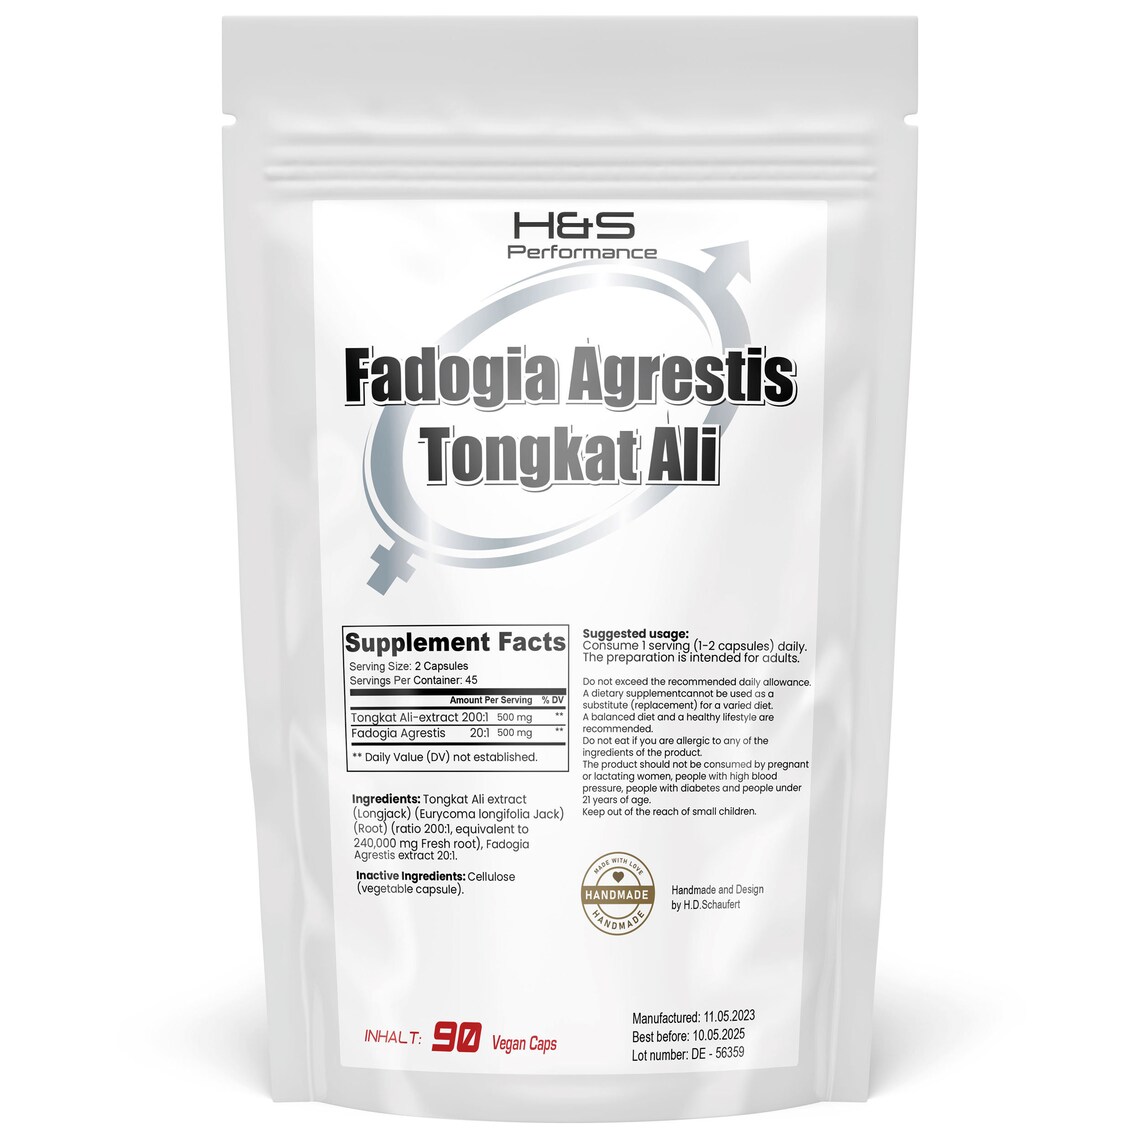 H&S
Performance
Fadogia Agrestis
Tongkat Ali
Supplement Facts
Serving Size: 2 Capsules
Servings Per Container: 45
Amount Per Serving % DV
Tongkat Ali-extract 200:1 500 mg **
Fadogia Agrestis 20:1 500 mg **
** Daily Value (DV) not established.
Ingredients: Tongkat Ali extract
(Longjack) (Eurycoma longifolia Jack)
(Root) (ratio 200:1, equivalent to
240,000 mg Fresh root), Fadogia
Agrestis extract 20:1.
Inactive Ingredients: Cellulose
(vegetable capsule).
Suggested usage:
Consume 1 serving (1-2 capsules) daily.
The preparation is intended for adults.
Do not exceed the recommended daily allowance.
A dietary supplementcannot be used as a
substitute (replacement) for a varied diet.
A balanced diet and a healthy lifestyle are
recommended.
Do not eat if you are allergic to any of the
ingredients of the product.
The product should not be consumed by pregnant
or lactating women, people with high blood
pressure, people with diabetes and people under
21 years of age.
Keep out of the reach of small children.
MADE WITH LOVE
HANDMADE
HANDMADE
Handmade and Design
by H.D.Schaufert
INHALT: 90 Vegan Caps
Manufactured: 11.05.2023
Best before: 10.05.2025
Lot number: DE - 56359